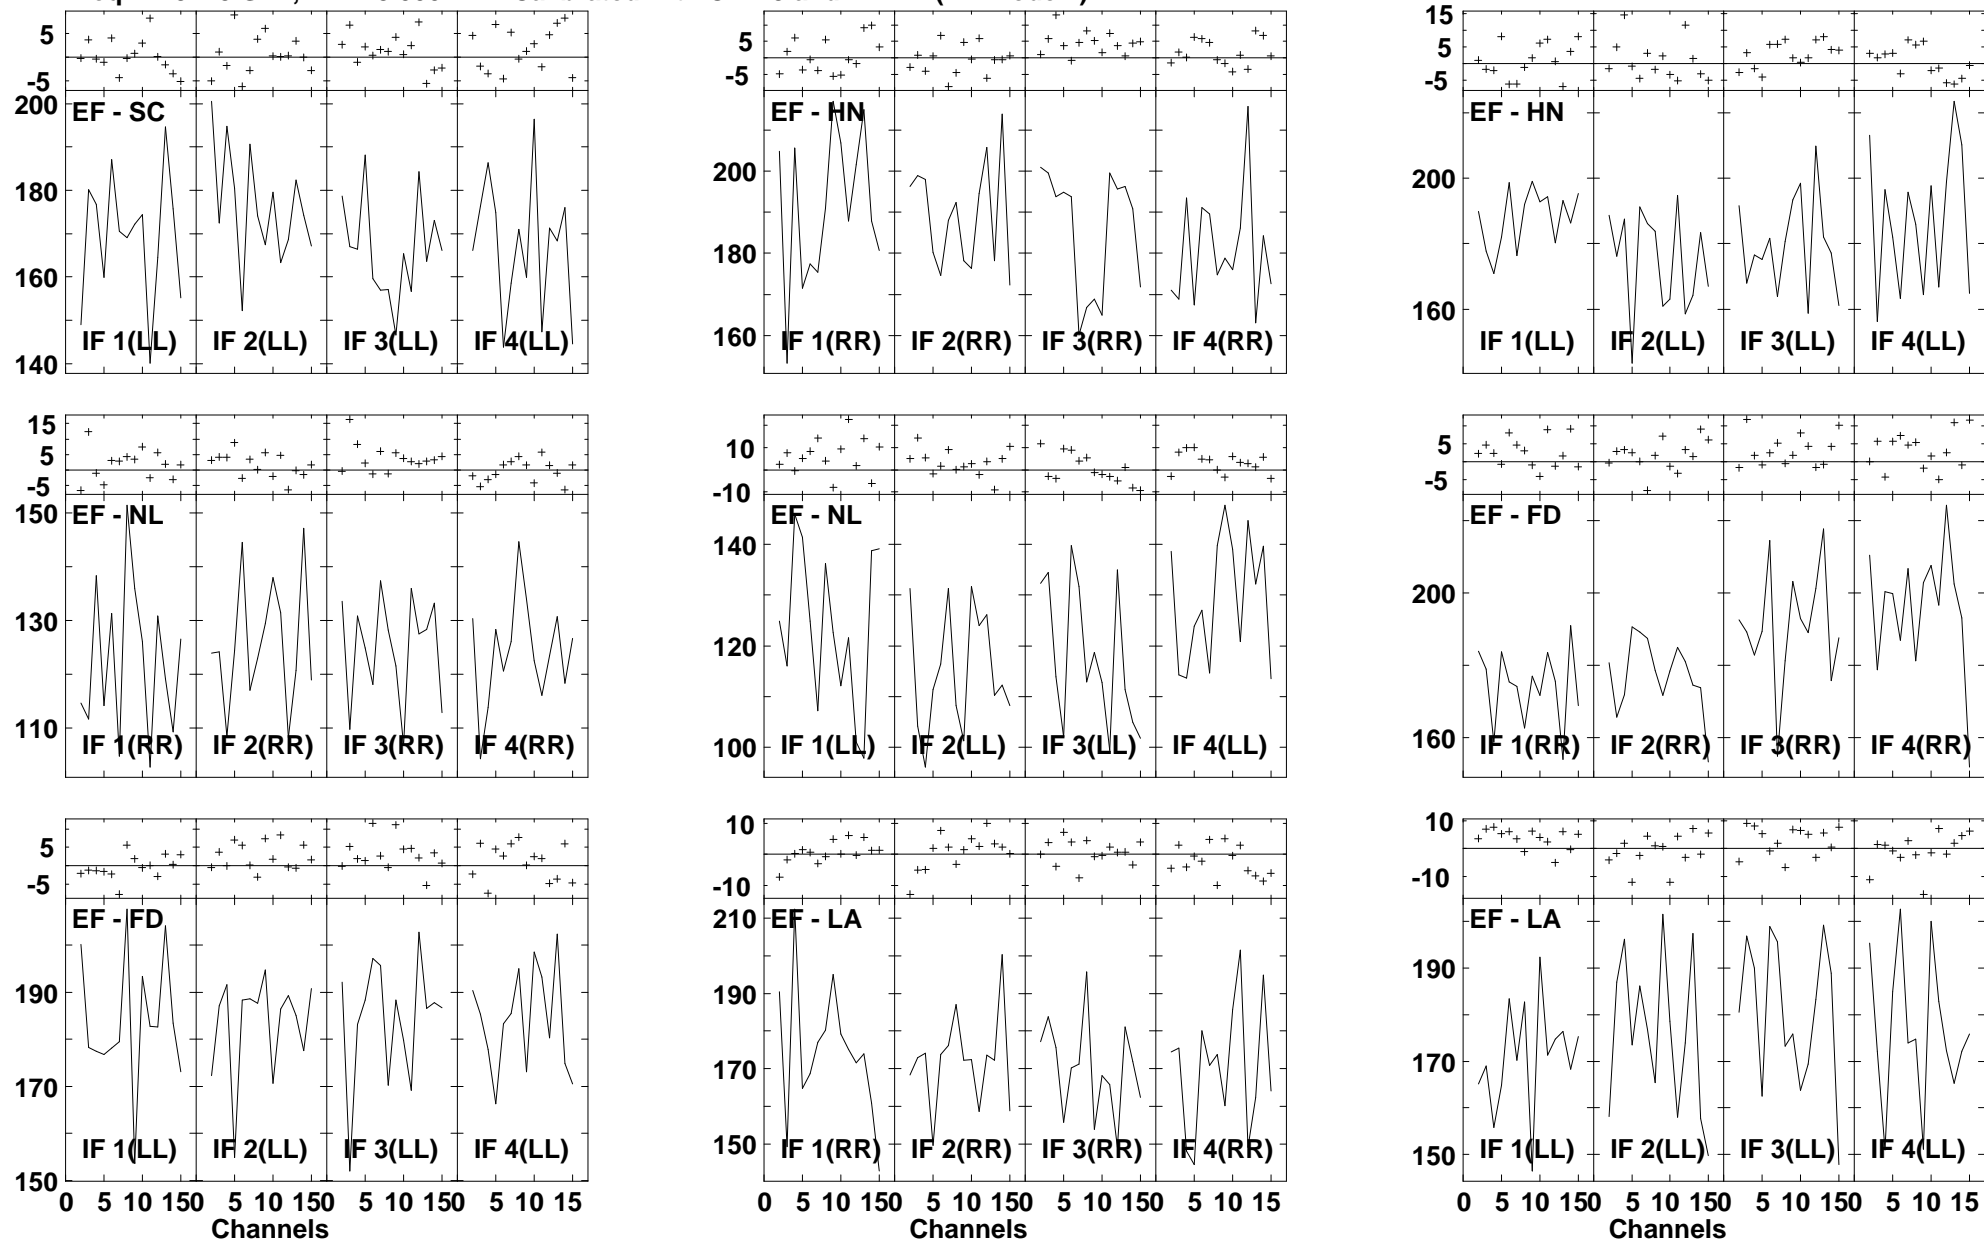 5
-5
200
EF - SC
180
160
140
IF 1(LL) IF 2(LL) IF 3(LL) IF 4(LL)
5
-5
200
EF - HN
180
160
IF 1(RR) IF 2(RR) IF 3(RR) IF 4(RR)
15
5
-5
200
EF - HN
160
IF 1(LL) IF 2(LL) IF 3(LL) IF 4(LL)
15
5
-5
150
EF - NL
130
110
IF 1(RR) IF 2(RR) IF 3(RR) IF 4(RR)
10
-10
EF - NL
140
120
100
IF 1(LL) IF 2(LL) IF 3(LL) IF 4(LL)
5
-5
EF - FD
200
160
IF 1(RR) IF 2(RR) IF 3(RR) IF 4(RR)
5
-5
EF - FD
190
170
150
IF 1(LL) IF 2(LL) IF 3(LL) IF 4(LL)
0 5 10 150 5 10 150 5 10 150 5 10 15
Channels
10
-10
210
EF - LA
190
170
150
IF 1(RR) IF 2(RR) IF 3(RR) IF 4(RR)
0 5 10 150 5 10 150 5 10 150 5 10 15
Channels
10
-10
EF - LA
190
170
150
IF 1(LL) IF 2(LL) IF 3(LL) IF 4(LL)
0 5 10 150 5 10 150 5 10 150 5 10 15
Channels